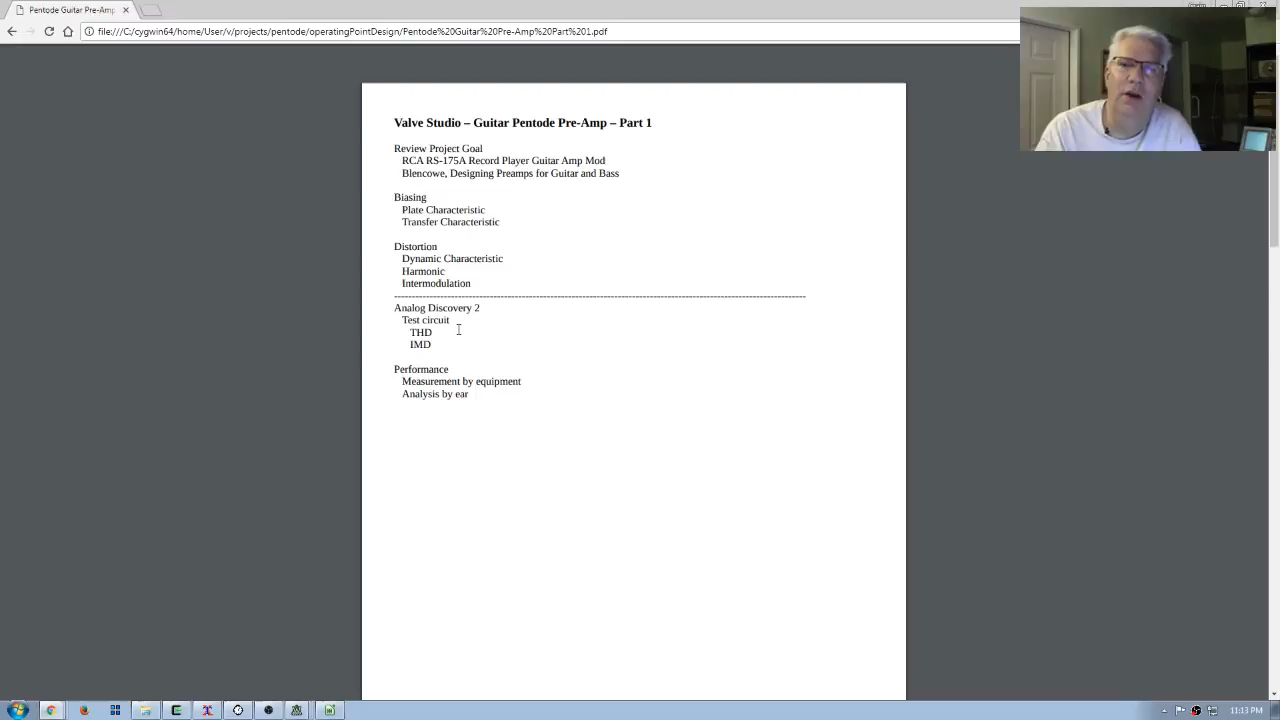 Pentode Guitar Pre-Amp
file:///C:/cygwin64/home/User/v/projects/pentode/operatingPointDesign/Pentode%20Guitar%20Pre-Amp%20Part%201.pdf
Valve Studio – Guitar Pentode Pre-Amp – Part 1
Review Project Goal
RCA RS-175A Record Player Guitar Amp Mod
Blencowe, Designing Preamps for Guitar and Bass
Biasing
Plate Characteristic
Transfer Characteristic
Distortion
Dynamic Characteristic
Harmonic
Intermodulation
--------------------------------------------------------------------------------------------------------------
Analog Discovery 2
Test circuit
THD
IMD
Performance
Measurement by equipment
Analysis by ear
11:13 PM